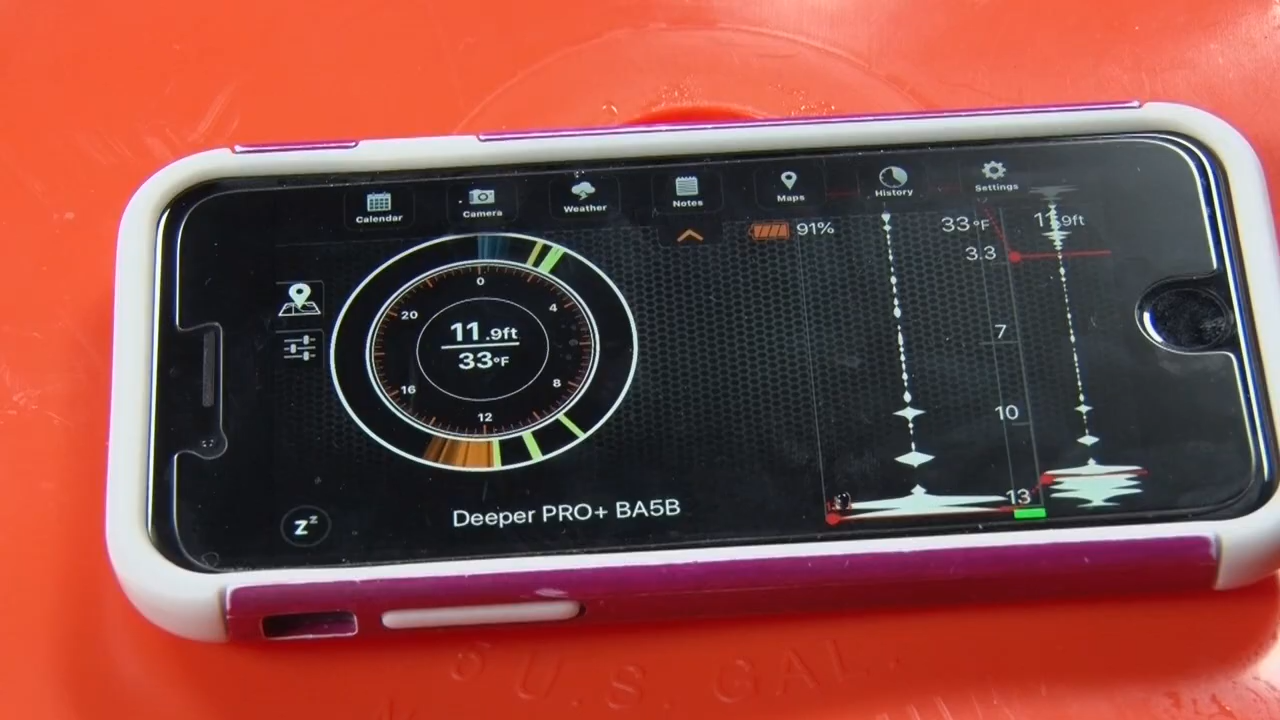 Calendar
Camera
Weather
Notes
Maps
History
Settings
91%
33°F
11.9ft
3.3
7
10
13
0
4
8
12
16
20
11.9ft
33°F
Deeper PRO+ BA5B
zz
U.S. GAL.